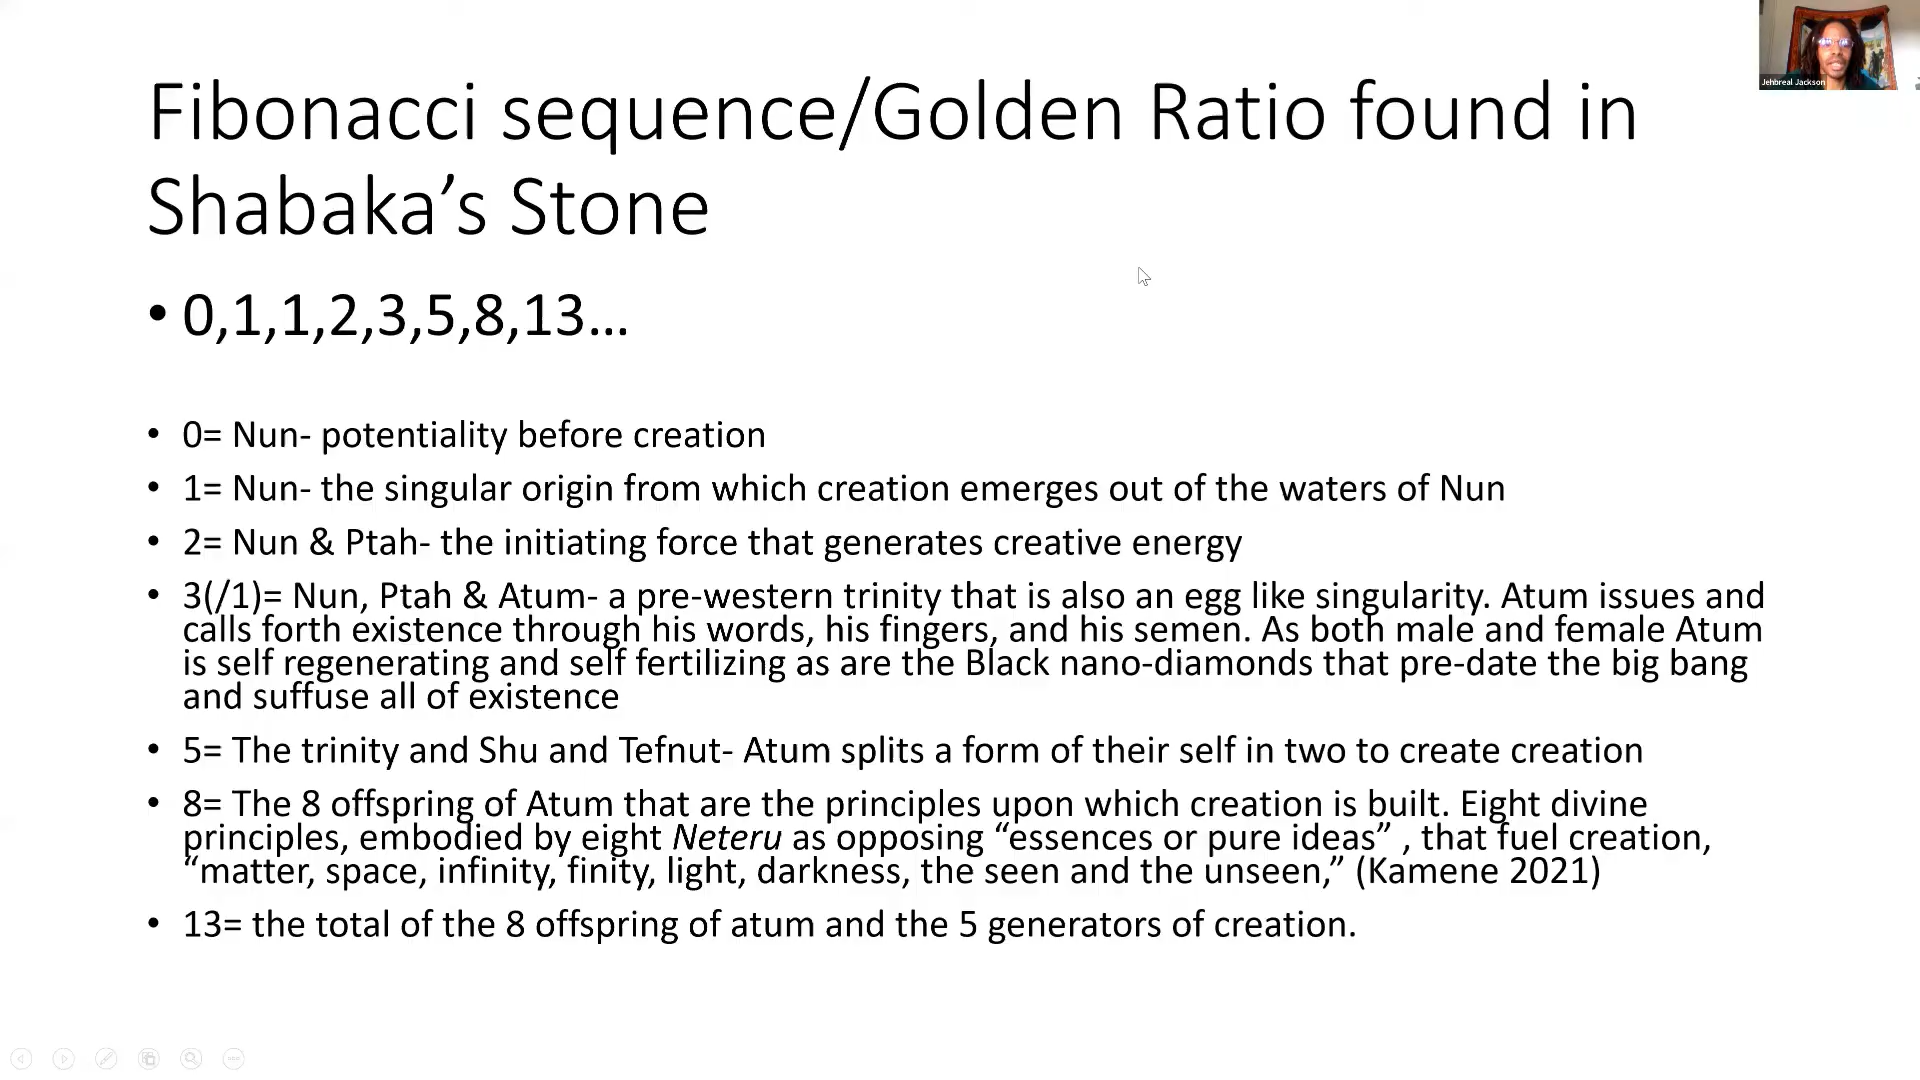 Fibonacci sequence/Golden Ratio found in
Shabaka’s Stone
• 0,1,1,2,3,5,8,13…
• 0= Nun- potentiality before creation
• 1= Nun- the singular origin from which creation emerges out of the waters of Nun
• 2= Nun & Ptah- the initiating force that generates creative energy
• 3(/1)= Nun, Ptah & Atum- a pre-western trinity that is also an egg like singularity. Atum issues and
calls forth existence through his words, his fingers, and his semen. As both male and female Atum
is self regenerating and self fertilizing as are the Black nano-diamonds that pre-date the big bang
and suffuse all of existence
• 5= The trinity and Shu and Tefnut- Atum splits a form of their self in two to create creation
• 8= The 8 offspring of Atum that are the principles upon which creation is built. Eight divine
principles, embodied by eight Neteru as opposing “essences or pure ideas” , that fuel creation,
“matter, space, infinity, finity, light, darkness, the seen and the unseen,” (Kamene 2021)
• 13= the total of the 8 offspring of atum and the 5 generators of creation.
Jehbreal Jackson